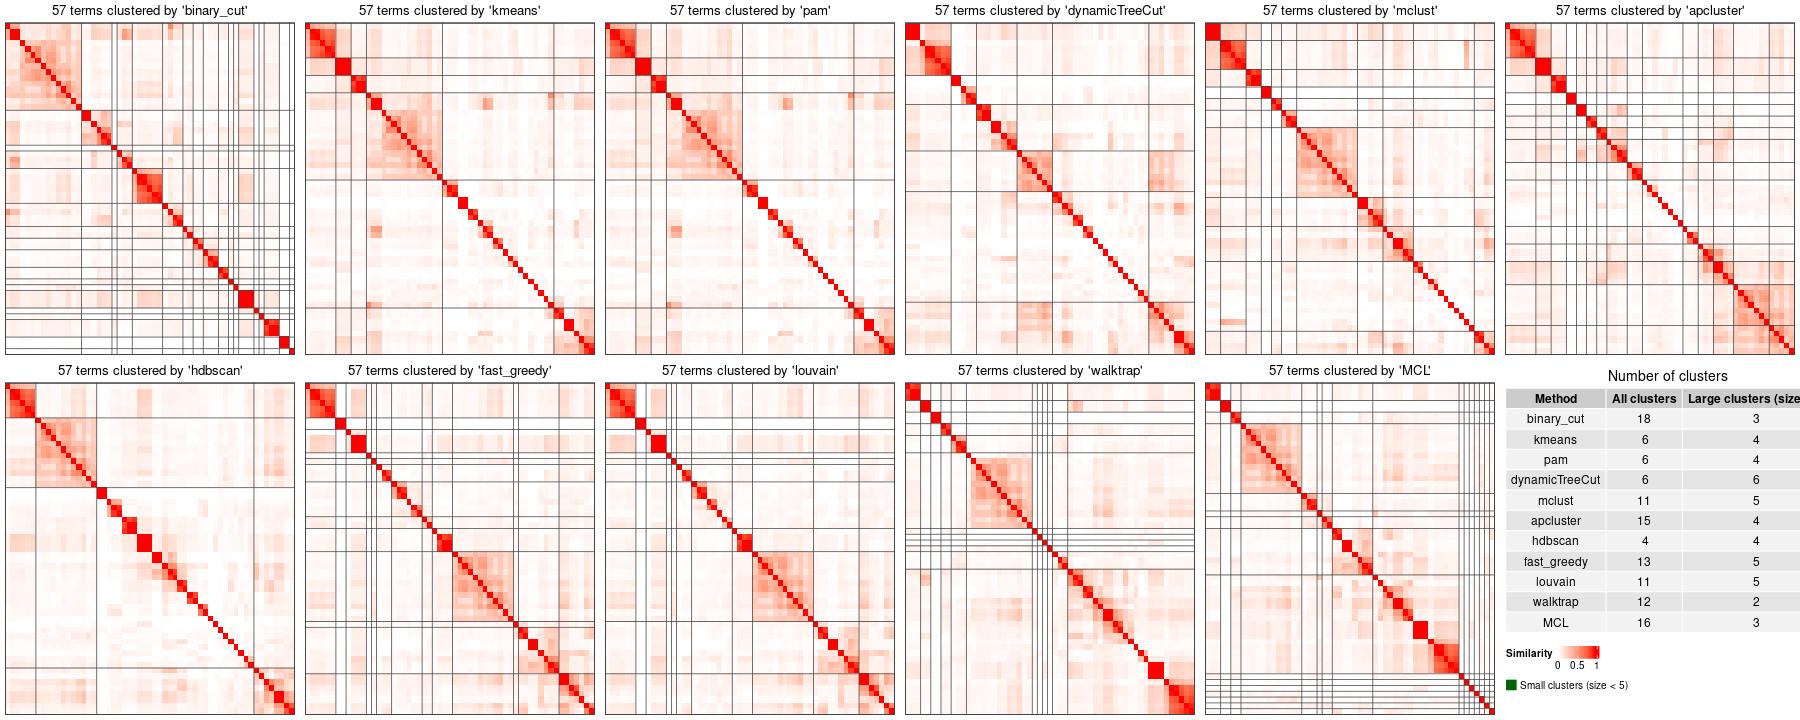 57 terms clustered by 'binary_cut'
57 terms clustered by 'kmeans'
57 terms clustered by 'pam'
57 terms clustered by 'dynamicTreeCut'
57 terms clustered by 'mclust'
57 terms clustered by 'apcluster'
57 terms clustered by 'hdbscan'
57 terms clustered by 'fast_greedy'
57 terms clustered by 'louvain'
57 terms clustered by 'walktrap'
57 terms clustered by 'MCL'
Number of clusters
Method All clusters Large clusters (size
binary_cut 18 3
kmeans 6 4
pam 6 4
dynamicTreeCut 6 6
mclust 11 5
apcluster 15 4
hdbscan 4 4
fast_greedy 13 5
louvain 11 5
walktrap 12 2
MCL 16 3
Similarity
0 0.5 1
Small clusters (size < 5)